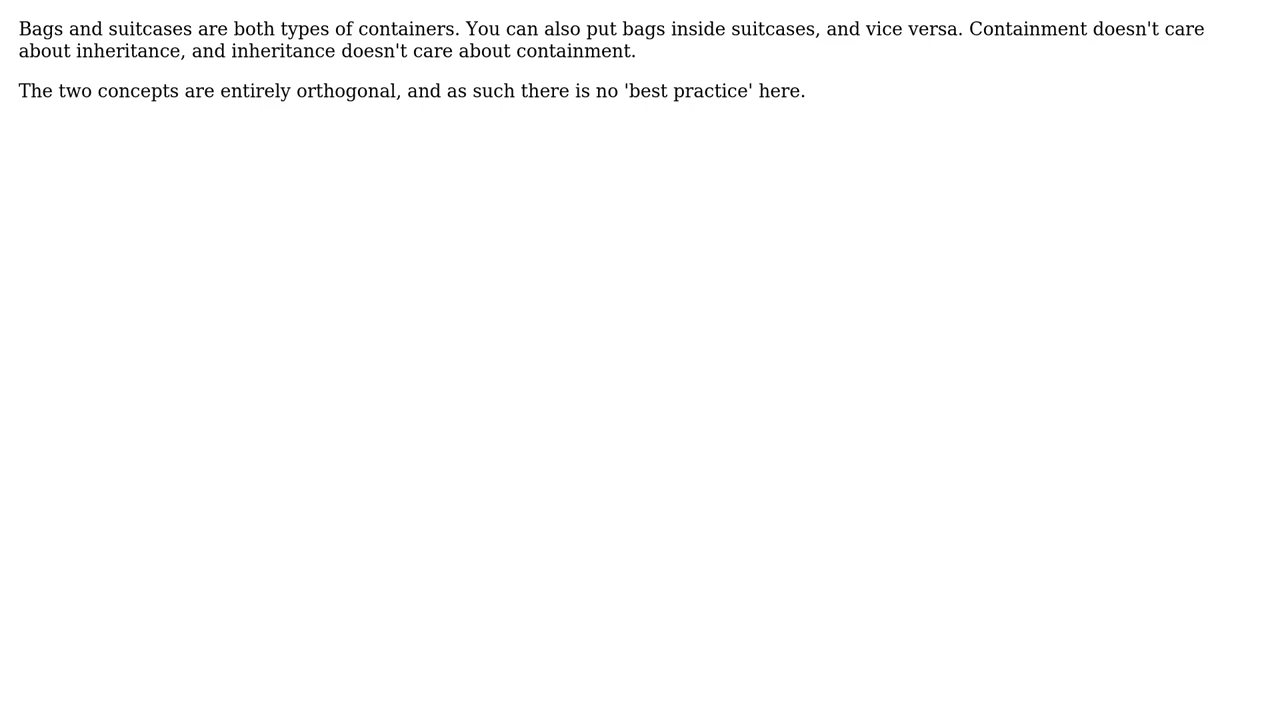 Bags and suitcases are both types of containers. You can also put bags inside suitcases, and vice versa. Containment doesn't care
about inheritance, and inheritance doesn't care about containment.
The two concepts are entirely orthogonal, and as such there is no 'best practice' here.